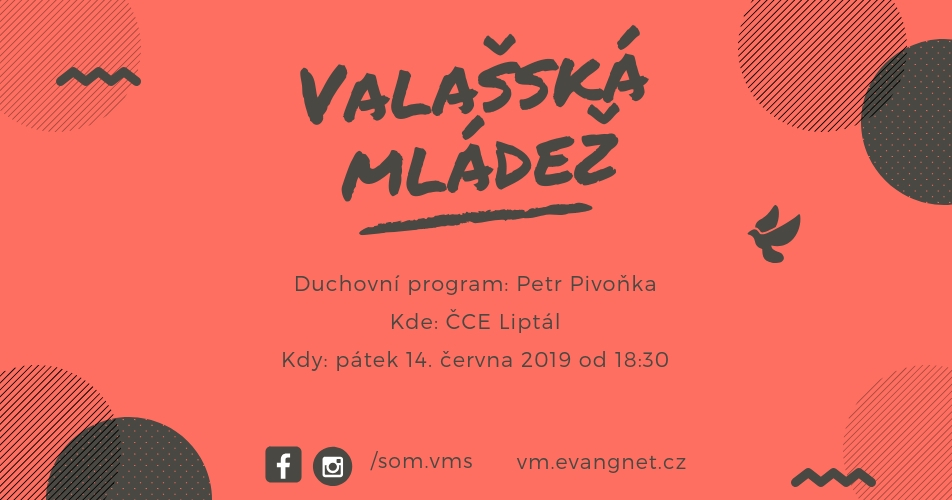 Valašská
mládež
Duchovní program: Petr Pivoňka
Kde: ČCE Liptál
Kdy: pátek 14. června 2019 od 18:30
/som.vms vm.evangnet.cz